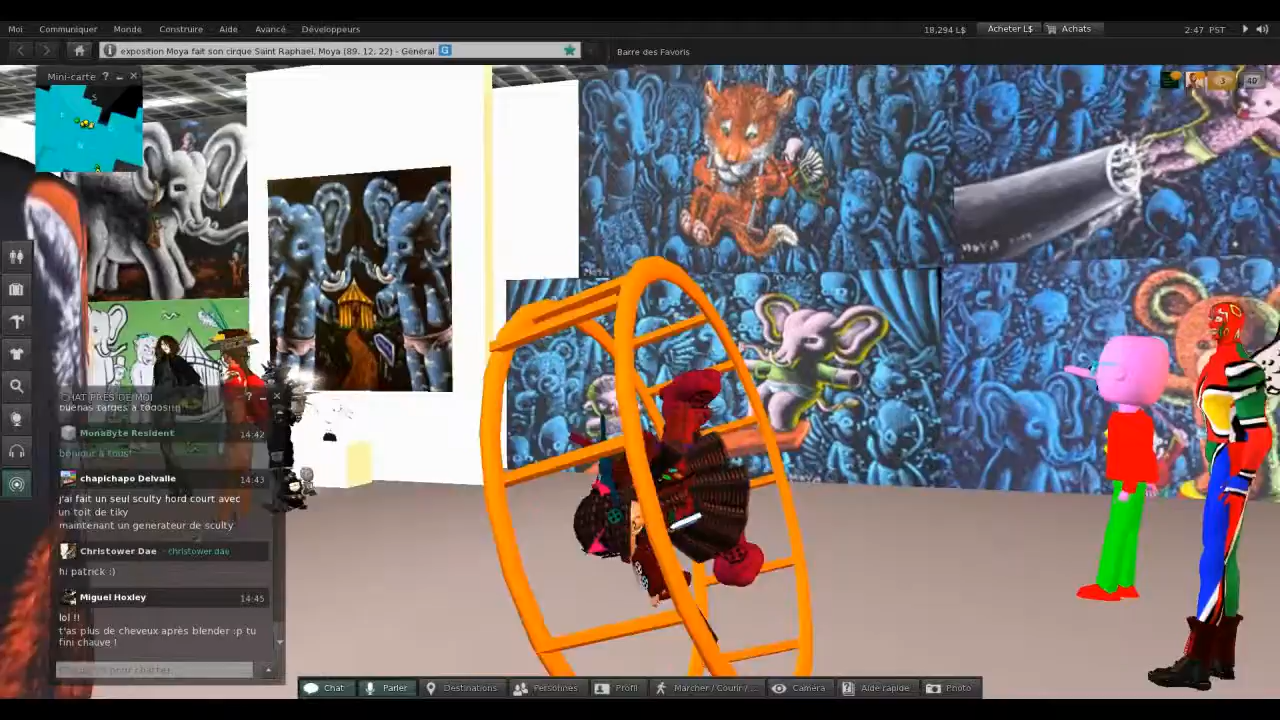 Moi Communiquer Monde Construire Aide Avancé Développeurs 18,294 L$ Acheter L$ Achats 2:47 PST
exposition Moya fait son cirque Saint Raphael, Moya (89, 12, 22) - Général G Barre des Favoris
Mini-carte ?
3 40
CHAT PRÈS DE MOI ?
buenas tardes a todos!!!
MonaByte Resident 14:42
bonjour à tous
chapichapo Delvalle 14:43
j'ai fait un seul sculty hord court avec
un toit de tiky
maintenant un generateur de sculty
Christower Dae - christower.dae
hi patrick :)
Miguel Hoxley 14:45
lol !!
t'as plus de cheveux après blender :p tu
fini chauve !
pour chatter.
Chat Parler Destinations Personnes Profil Marcher / Courir / ... Caméra Aide rapide Photo